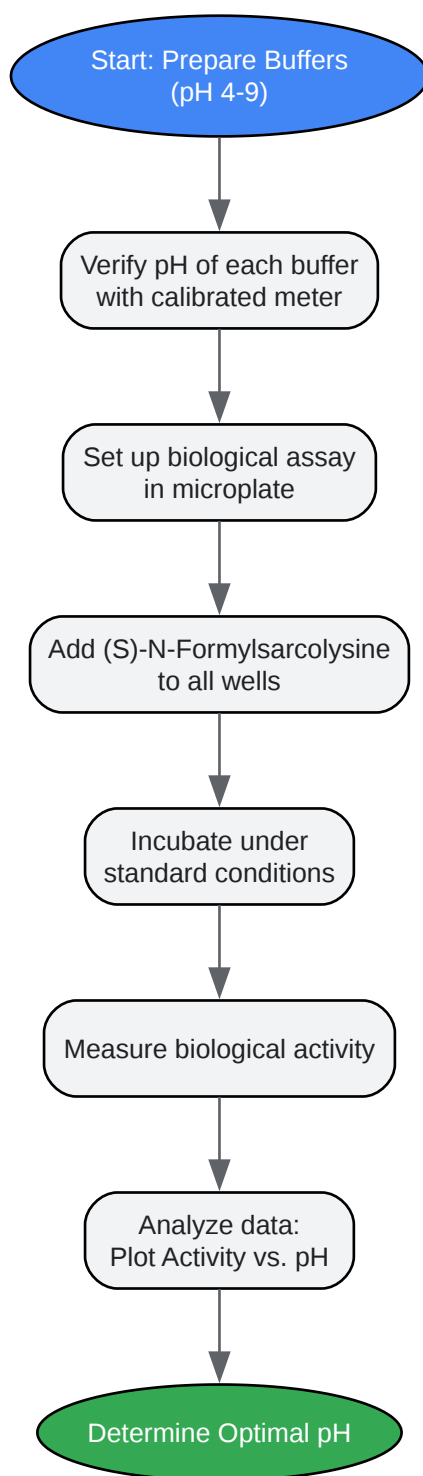 Start: Prepare Buffers
(pH 4-9)
Verify pH of each buffer
with calibrated meter
Set up biological assay
in microplate
Add (S)-N-Formylsarcolysine
to all wells
Incubate under
standard conditions
Measure biological activity
Analyze data:
Plot Activity vs. pH
Determine Optimal pH